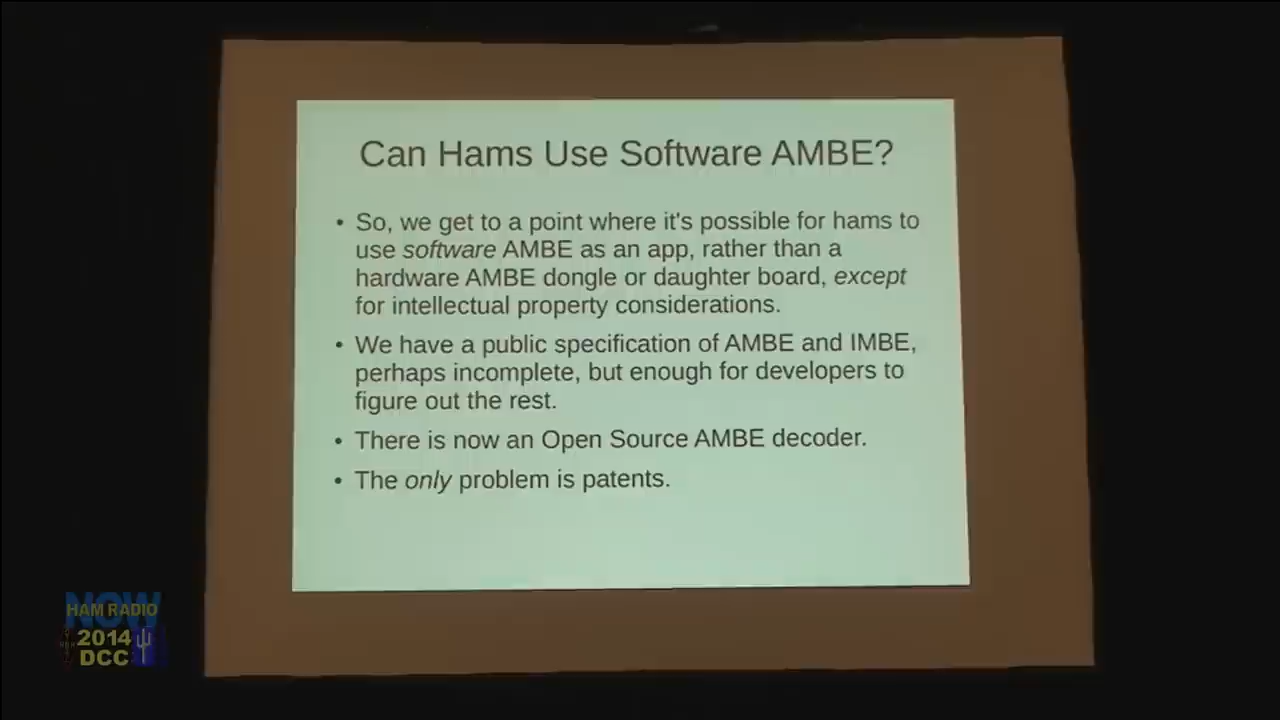 Can Hams Use Software AMBE?
• So, we get to a point where it's possible for hams to
use software AMBE as an app, rather than a
hardware AMBE dongle or daughter board, except
for intellectual property considerations.
• We have a public specification of AMBE and IMBE,
perhaps incomplete, but enough for developers to
figure out the rest.
• There is now an Open Source AMBE decoder.
• The only problem is patents.
NOW
HAM RADIO
2014
DCC